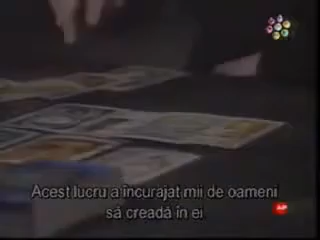 Acest lucru a încurajat mii de oameni
să creadă în ei